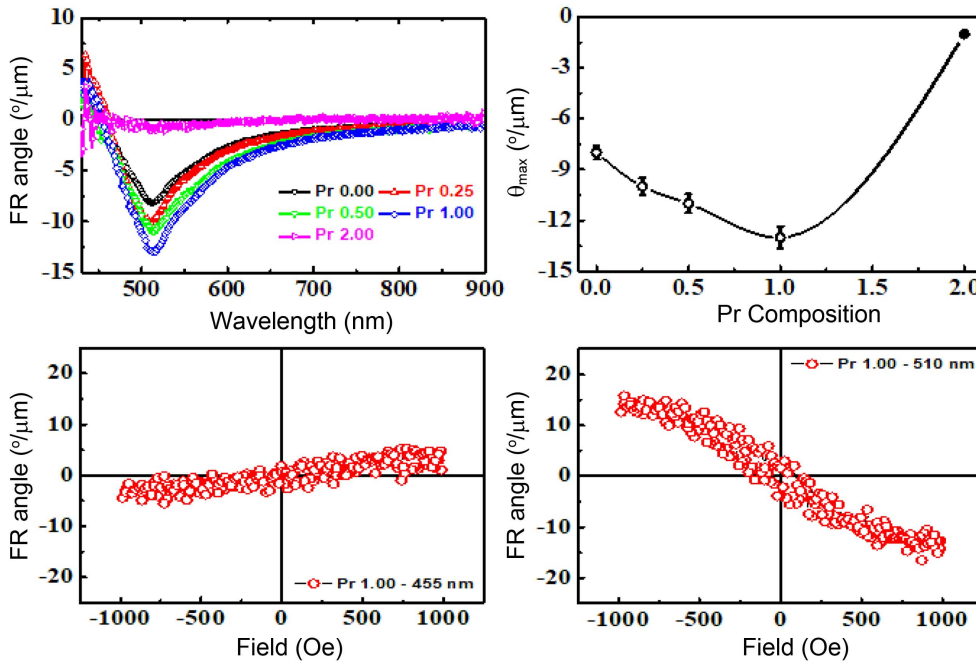 10
5
0
-5
-10
-15
FR angle (°/μm)
500
600
700
800
900
Wavelength (nm)
Pr 0.00
Pr 0.25
Pr 0.50
Pr 1.00
Pr 2.00
0
-3
-6
-9
-12
-15
θmax (°/μm)
0.0
0.5
1.0
1.5
2.0
Pr Composition
20
10
0
-10
-20
FR angle (°/μm)
-1000
-500
0
500
1000
Field (Oe)
Pr 1.00 - 455 nm
20
10
0
-10
-20
FR angle (°/μm)
-1000
-500
0
500
1000
Field (Oe)
Pr 1.00 - 510 nm